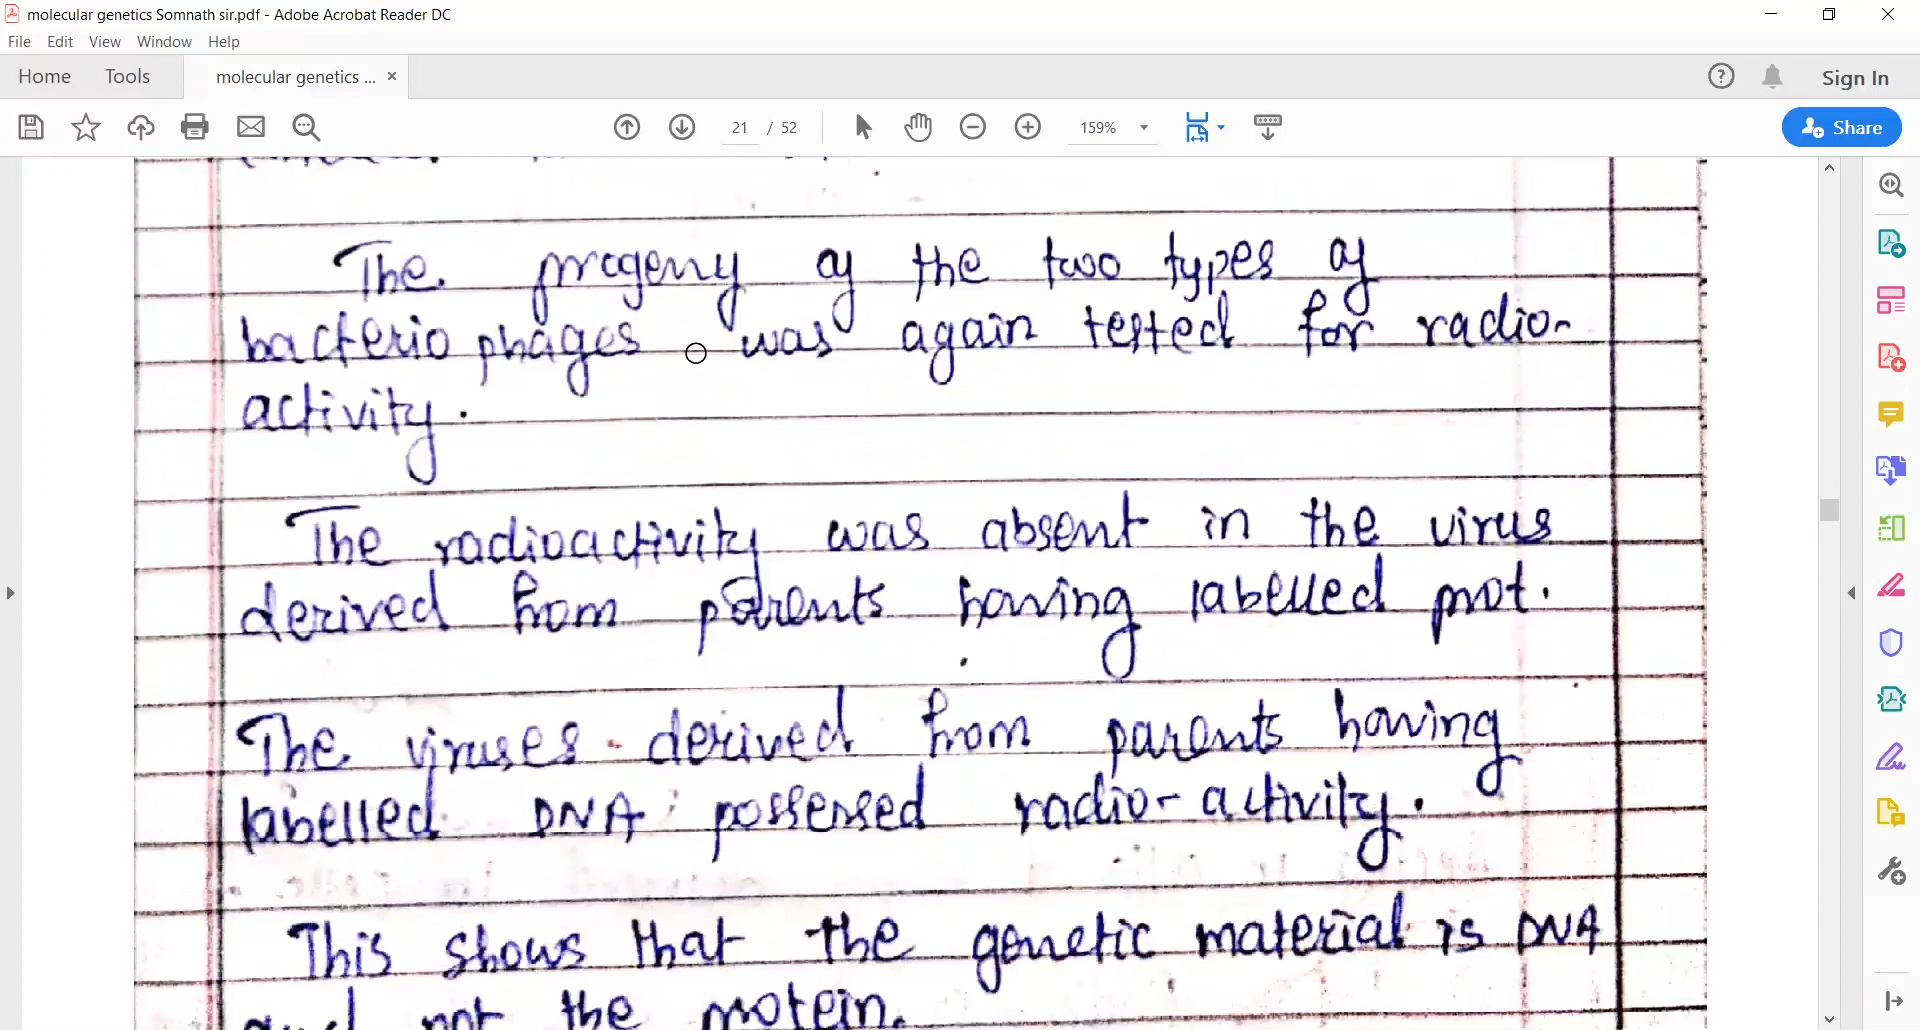 molecular genetics Somnath sir.pdf - Adobe Acrobat Reader DC
File Edit View Window Help
Home Tools molecular genetics ... ×
Sign In
21 / 52 159%
Share
The progeny of the two types of
bacteriophages was again tested for radio-
activity.
The radioactivity was absent in the virus
derived from parents having labelled prot.
The viruses derived from parents having
labelled DNA possessed radio-activity.
This shows that the genetic material is DNA
and not the protein.